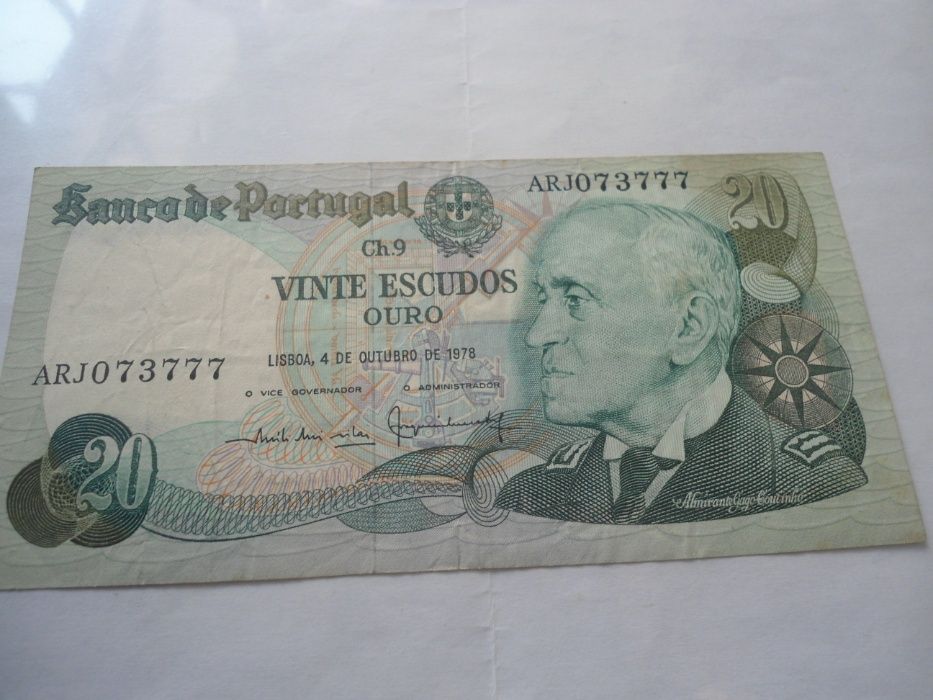 Banco de Portugal
ARJ073777
20
Ch.9
VINTE ESCUDOS
OURO
LISBOA, 4 DE OUTUBRO DE 1978
ARJ073777
O VICE GOVERNADOR
O ADMINISTRADOR
20
Almirante Gago Coutinho